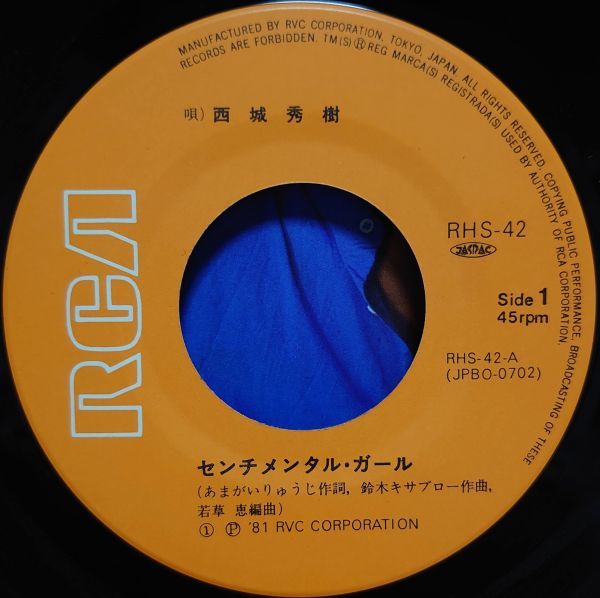 MANUFACTURED BY RVC CORPORATION, TOKYO, JAPAN. ALL RIGHTS RESERVED. COPYING PUBLIC PERFORMANCE, BROADCASTING OF THESE
RECORDS ARE FORBIDDEN. TM(S)® REG MARCA(S) REGISTRADA(S) USED BY AUTHORITY OF RCA CORPORATION.
唄) 西城秀樹
RCA
RHS-42
JASRAC
Side 1
45rpm
RHS-42-A
(JPBO-0702)
センチメンタル・ガール
(あまがいりゅうじ作詞, 鈴木キサブロー作曲,
若草 恵編曲)
① Ⓟ '81 RVC CORPORATION